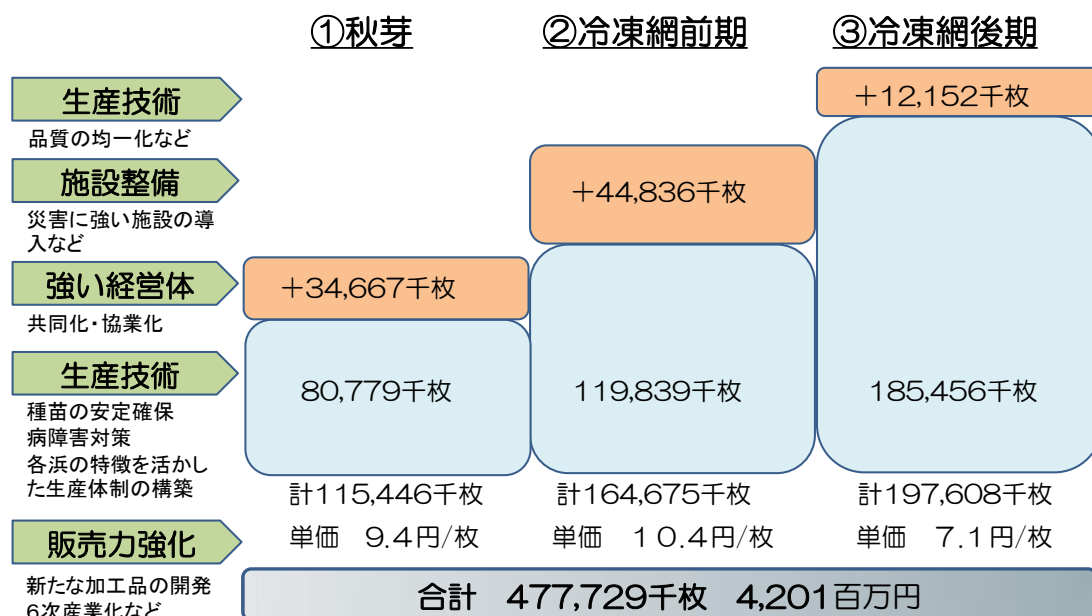 ①秋芽
②冷凍網前期
③冷凍網後期
生産技術
品質の均一化など
施設整備
災害に強い施設の導
入など
強い経営体
共同化・協業化
生産技術
種苗の安定確保
病障害対策
各浜の特徴を活かし
た生産体制の構築
販売力強化
新たな加工品の開発
6次産業化など
+34,667千枚
80,779千枚
計115,446千枚
単価 9.4円/枚
+44,836千枚
119,839千枚
計164,675千枚
単価 10.4円/枚
+12,152千枚
185,456千枚
計197,608千枚
単価 7.1円/枚
合計 477,729千枚 4,201百万円